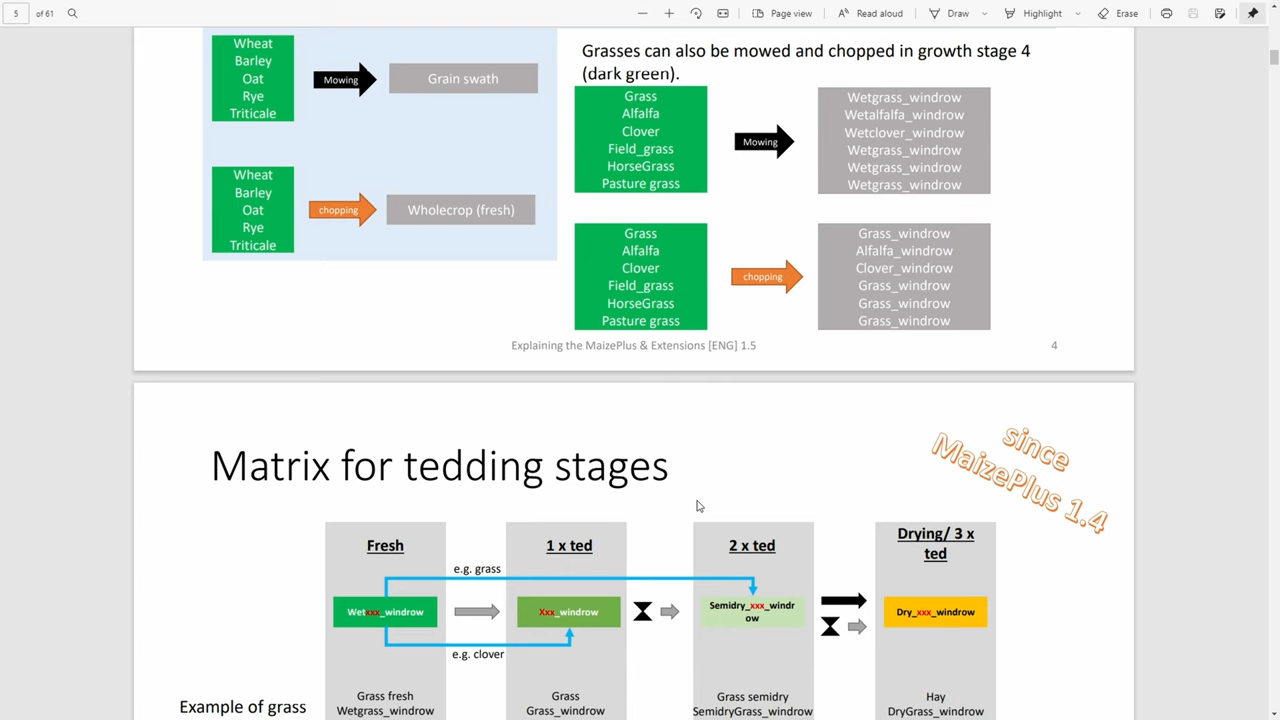 5
of 61
Page view
Read aloud
Draw
Highlight
Erase
Wheat
Barley
Oat
Rye
Triticale
Mowing
Grain swath
Wheat
Barley
Oat
Rye
Triticale
chopping
Wholecrop (fresh)
Grasses can also be mowed and chopped in growth stage 4
(dark green).
Grass
Alfalfa
Clover
Field_grass
HorseGrass
Pasture grass
Mowing
Wetgrass_windrow
Wetalfalfa_windrow
Wetclover_windrow
Wetgrass_windrow
Wetgrass_windrow
Wetgrass_windrow
Grass
Alfalfa
Clover
Field_grass
HorseGrass
Pasture grass
chopping
Grass_windrow
Alfalfa_windrow
Clover_windrow
Grass_windrow
Grass_windrow
Grass_windrow
Explaining the MaizePlus & Extensions [ENG] 1.5
4
Matrix for tedding stages
since
MaizePlus 1.4
Fresh
1 x ted
2 x ted
Drying/ 3 x
ted
e.g. grass
Wetxxx_windrow
Xxx_windrow
Semidry_xxx_windr
ow
Dry_xxx_windrow
e.g. clover
Example of grass
Grass fresh
Wetgrass_windrow
Grass
Grass_windrow
Grass semidry
SemidryGrass_windrow
Hay
DryGrass_windrow